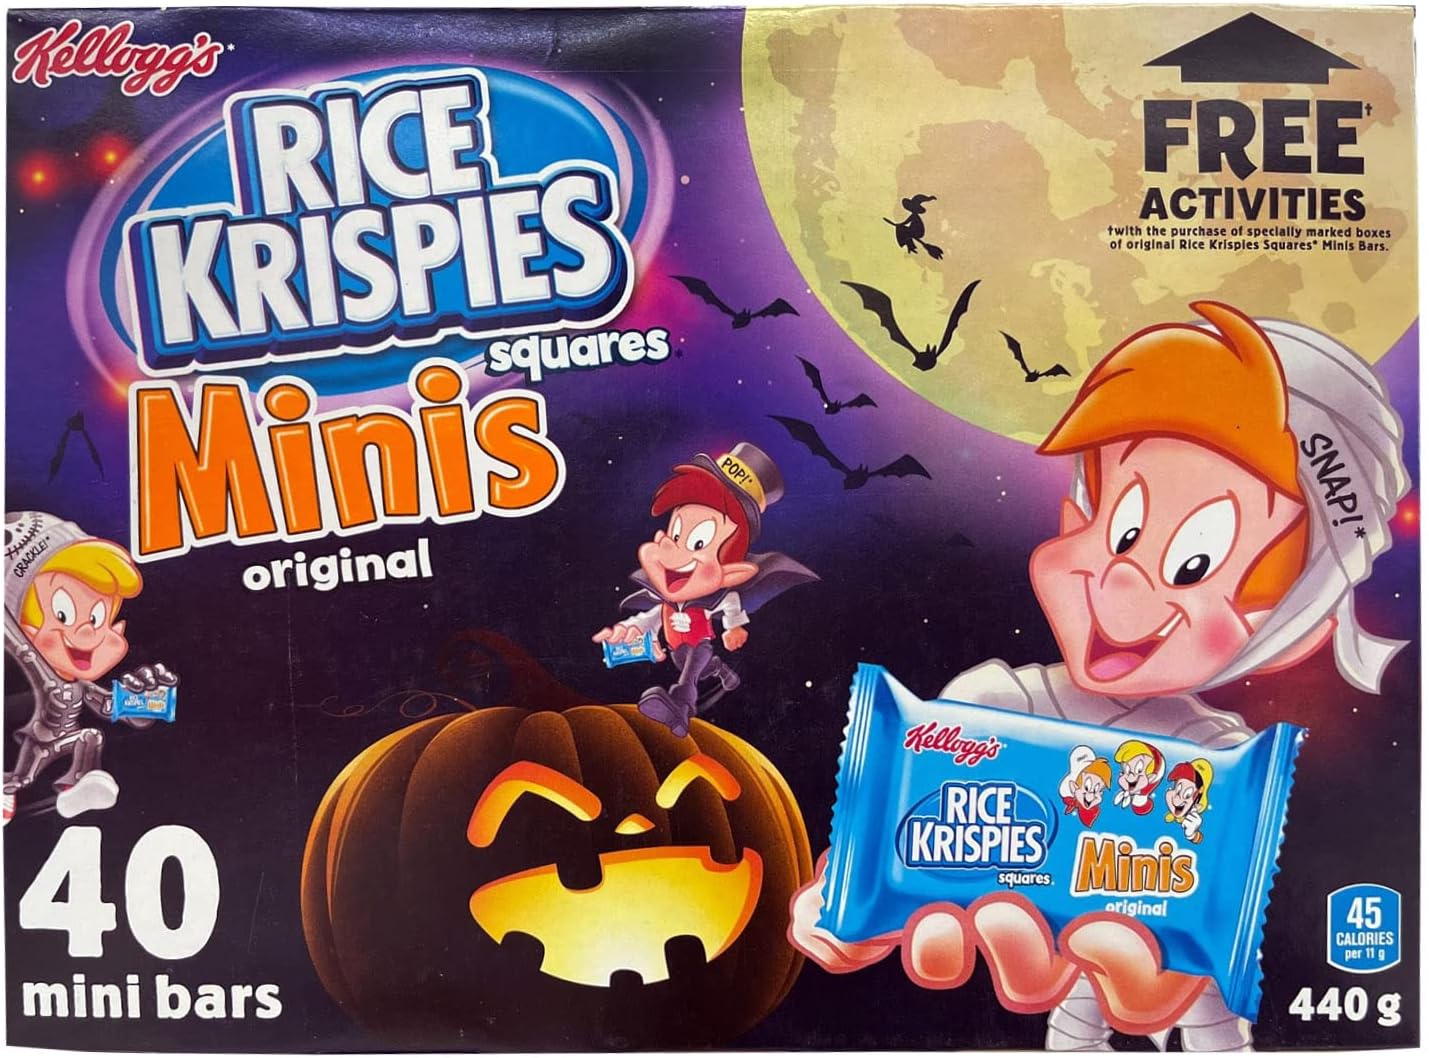 Kellogg's*
RICE
KRISPIES
squares*
Minis
original
FREE†
ACTIVITIES
†with the purchase of specially marked boxes
of original Rice Krispies Squares* Minis Bars.
SNAP!*
POP!*
CRACKLE!*
Kellogg's
RICE
KRISPIES
squares
Minis
original
40
mini bars
45
CALORIES
per 11 g
440 g